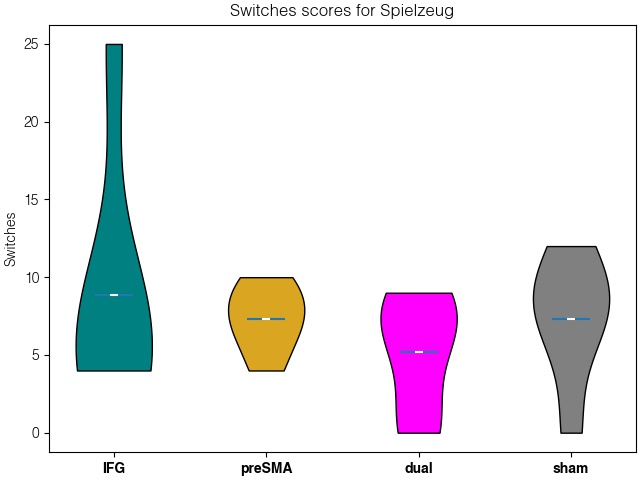 Switches scores for Spielzeug
25
20
15
10
5
0
Switches
IFG
preSMA
dual
sham